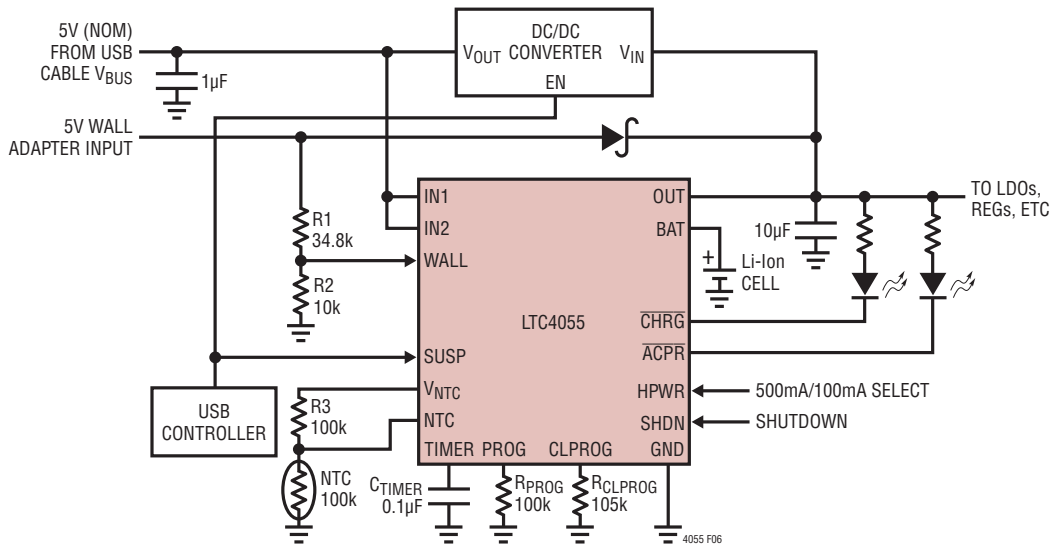 5V (NOM)
FROM USB
CABLE VBUS
1µF
DC/DC
CONVERTER
VOUT
VIN
EN
5V WALL
ADAPTER INPUT
R1
34.8k
R2
10k
IN1
IN2
WALL
SUSP
VNTC
NTC
TIMER
PROG
CLPROG
GND
LTC4055
OUT
BAT
CHRG
ACPR
HPWR
SHDN
10µF
TO LDOs,
REGs, ETC
+
Li-Ion
CELL
500mA/100mA SELECT
SHUTDOWN
USB
CONTROLLER
R3
100k
NTC
100k
CTIMER
0.1µF
RPROG
100k
RCLPROG
105k
4055 F06